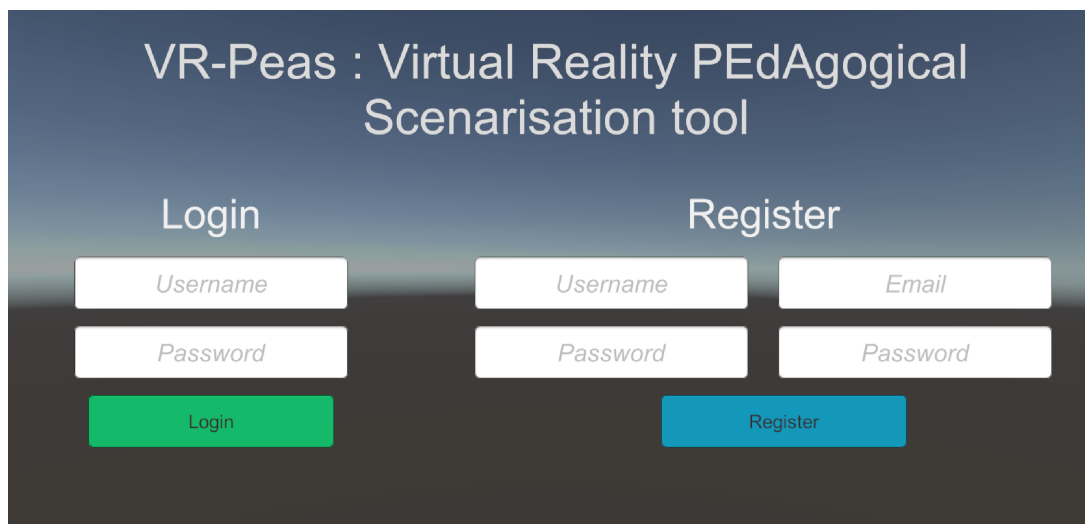 VR-Peas : Virtual Reality PEdAgogical
Scenarisation tool
Login
Username
Password
Login
Register
Username
Email
Password
Password
Register